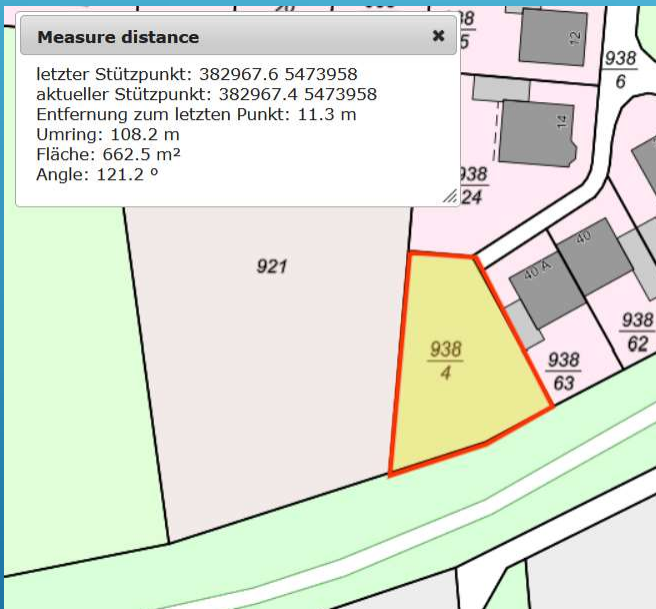 Measure distance
letzter Stützpunkt: 382967.6 5473958
aktueller Stützpunkt: 382967.4 5473958
Entfernung zum letzten Punkt: 11.3 m
Umring: 108.2 m
Fläche: 662.5 m²
Angle: 121.2 º
12
938
6
14
938
24
921
40
40 A
938
4
938
62
938
63